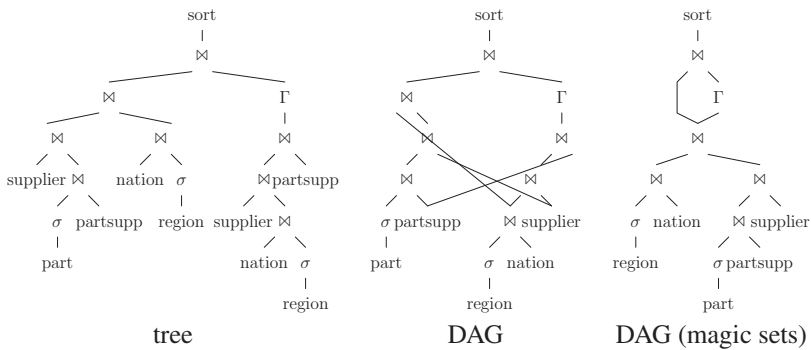 sort sort sort
⋈ ⋈ ⋈
⋈ Γ ⋈ Γ Γ
⋈ ⋈ ⋈ ⋈ ⋈ ⋈
supplier ⋈ nation σ ⋈ partsupp ⋈ ⋈ ⋈ ⋈
σ partsupp region supplier ⋈ σ partsupp ⋈ supplier σ nation ⋈ supplier
part nation σ part σ nation region σ partsupp
region region part
tree DAG DAG (magic sets)